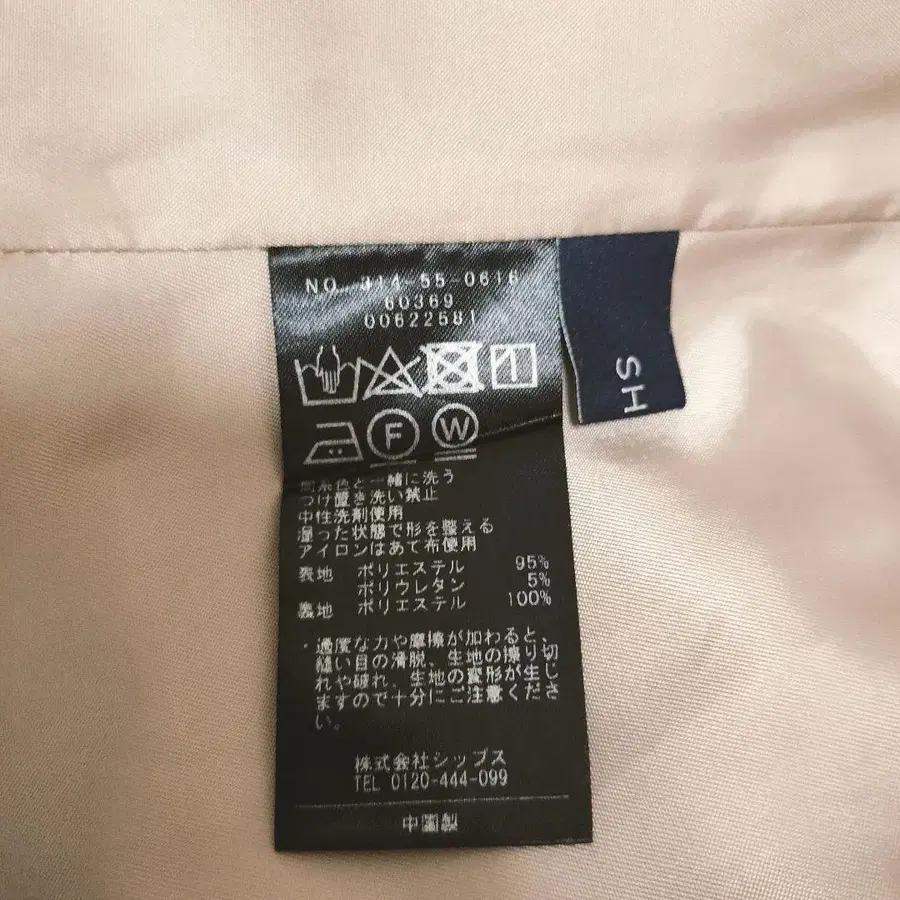 NO. 314-55-0616
60369
00622581
F
W
同系色と一緒に洗う
つけ置き洗い禁止
中性洗剤使用
湿った状態で形を整える
アイロンはあて布使用
表地 ポリエステル 95%
ポリウレタン 5%
裏地 ポリエステル 100%
・過度な力や摩擦が加わると、
縫い目の滑脱、生地の擦り切
れや破れ、生地の変形が生じ
ますので十分にご注意くださ
い。
株式会社シップス
TEL 0120-444-099
中国製
SH